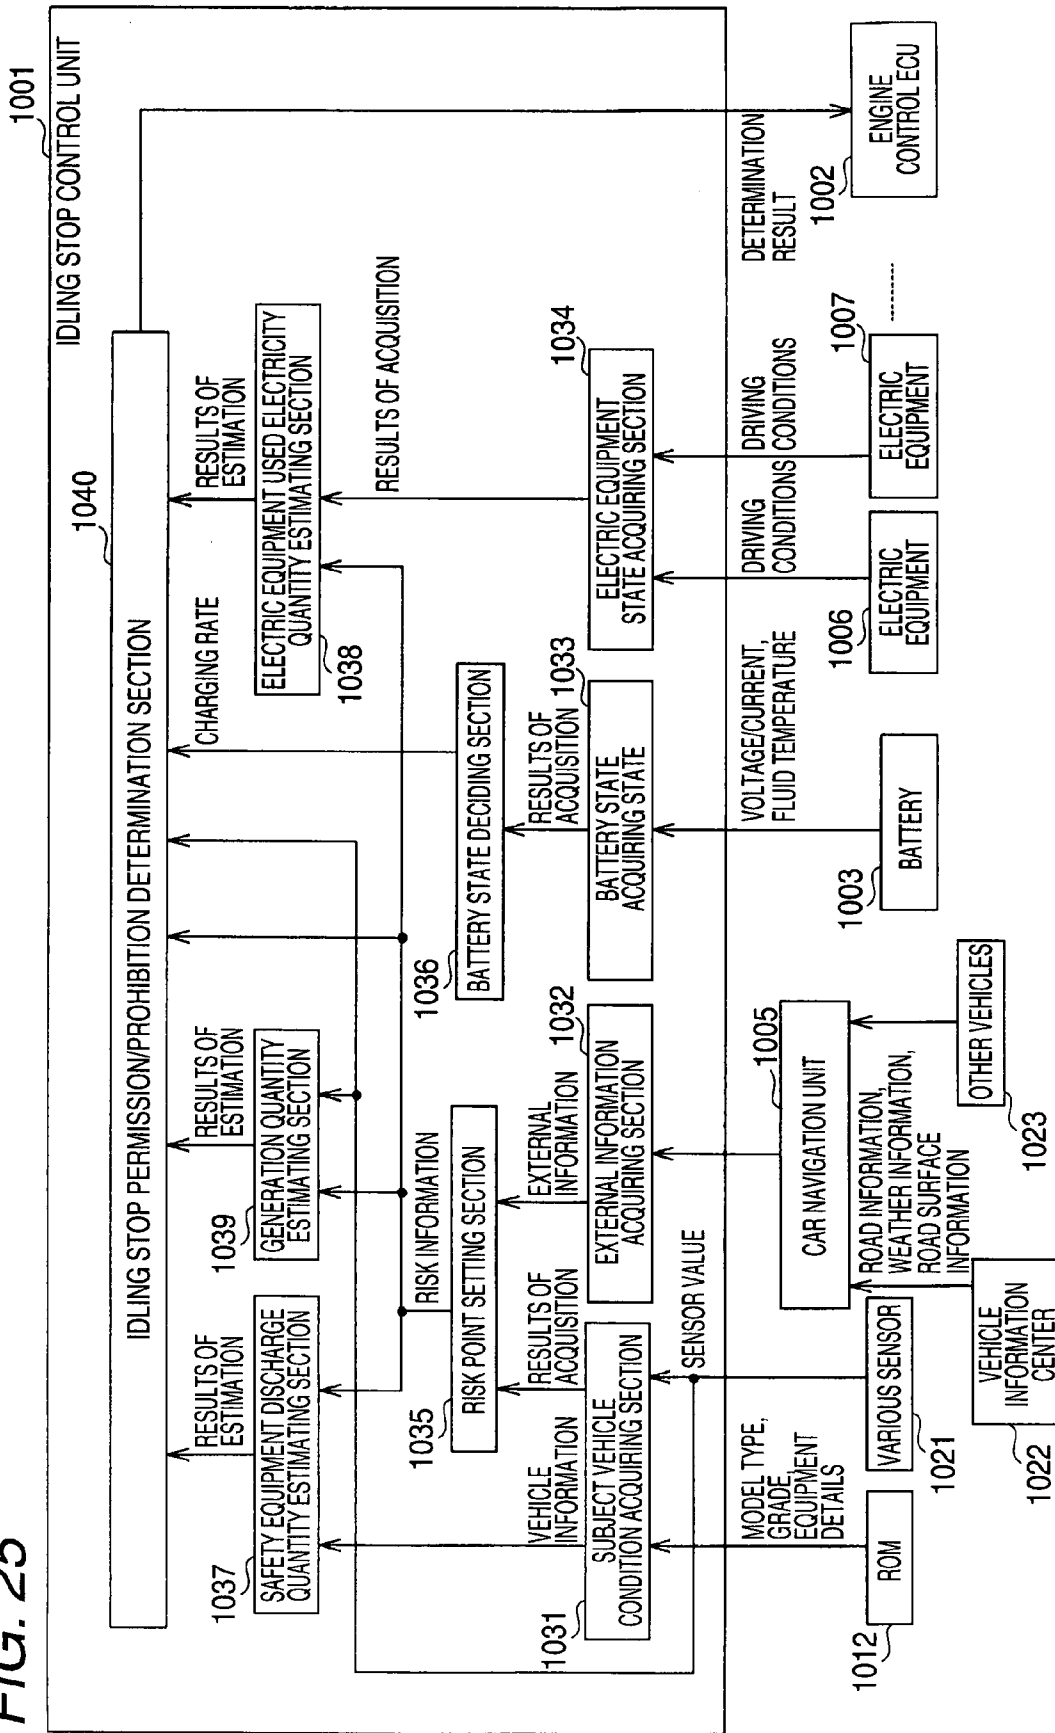 FIG. 25
1001
IDLING STOP CONTROL UNIT
1040
IDLING STOP PERMISSION/PROHIBITION DETERMINATION SECTION
RESULTS OF
ESTIMATION
RESULTS OF
ESTIMATION
CHARGING RATE
RESULTS OF
ESTIMATION
1037
SAFETY EQUIPMENT DISCHARGE
QUANTITY ESTIMATING SECTION
1039
GENERATION QUANTITY
ESTIMATING SECTION
1038
ELECTRIC EQUIPMENT USED ELECTRICITY
QUANTITY ESTIMATING SECTION
RISK INFORMATION
1035
RISK POINT SETTING SECTION
1036
BATTERY STATE DECIDING SECTION
RESULTS OF ACQUISITION
VEHICLE
INFORMATION
RESULTS OF
ACQUISITION
EXTERNAL
INFORMATION
RESULTS OF
ACQUISITION
1031
SUBJECT VEHICLE
CONDITION ACQUIRING SECTION
1032
EXTERNAL INFORMATION
ACQUIRING SECTION
1033
BATTERY STATE
ACQUIRING STATE
1034
ELECTRIC EQUIPMENT
STATE ACQUIRING SECTION
SENSOR VALUE
MODEL TYPE,
GRADE,
EQUIPMENT
DETAILS
VOLTAGE/CURRENT,
FLUID TEMPERATURE
DRIVING
CONDITIONS
DRIVING
CONDITIONS
DETERMINATION
RESULT
1005
CAR NAVIGATION UNIT
1012
ROM
1021
VARIOUS SENSOR
ROAD INFORMATION,
WEATHER INFORMATION,
ROAD SURFACE
INFORMATION
1003
BATTERY
1006
ELECTRIC
EQUIPMENT
1007
ELECTRIC
EQUIPMENT
1002
ENGINE
CONTROL ECU
1022
VEHICLE
INFORMATION
CENTER
1023
OTHER VEHICLES